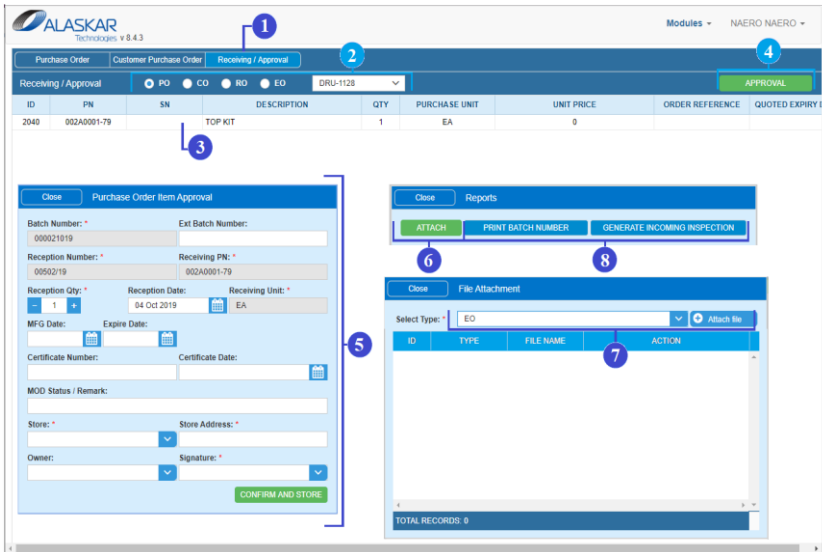 ALASKAR
Technologies v 8.4.3
Modules
NAERO NAERO
1
Purchase Order
Customer Purchase Order
Receiving / Approval
2
4
Receiving / Approval
PO
CO
RO
EO
DRU-1128
APPROVAL
ID PN SN DESCRIPTION QTY PURCHASE UNIT UNIT PRICE ORDER REFERENCE QUOTED EXPIRY
2040 002A0001-79 TOP KIT 1 EA 0
3
Close Purchase Order Item Approval
Batch Number: * Ext Batch Number:
000021019
Reception Number: * Receiving PN: *
00502/19 002A0001-79
Reception Qty: * Reception Date: Receiving Unit: *
− 1 + 04 Oct 2019 EA
MFG Date: Expire Date:
Certificate Number: Certificate Date:
MOD Status / Remark:
Store: * Store Address: *
Owner: Signature: *
CONFIRM AND STORE
5
Close Reports
ATTACH PRINT BATCH NUMBER GENERATE INCOMING INSPECTION
6
8
Close File Attachment
Select Type: * EO Attach file
ID TYPE FILE NAME ACTION
7
TOTAL RECORDS: 0